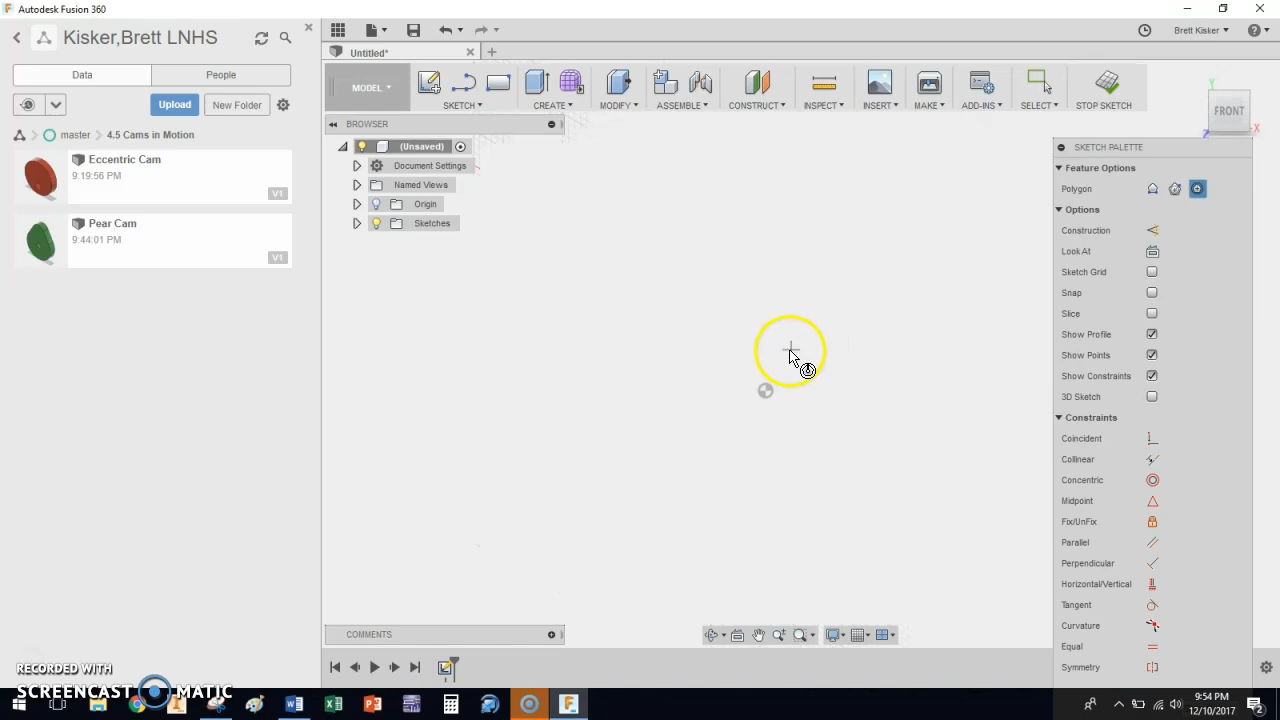 Autodesk Fusion 360
Kisker,Brett LNHS
Data People
Upload New Folder
master > 4.5 Cams in Motion
Eccentric Cam
9:19:56 PM
V1
Pear Cam
9:44:01 PM
V1
Untitled*
Brett Kisker
MODEL
SKETCH CREATE MODIFY ASSEMBLE CONSTRUCT INSPECT INSERT MAKE ADD-INS SELECT STOP SKETCH
BROWSER
(Unsaved)
Document Settings
Named Views
Origin
Sketches
Y
FRONT
X
Z
SKETCH PALETTE
Feature Options
Polygon
Options
Construction
Look At
Sketch Grid
Snap
Slice
Show Profile
Show Points
Show Constraints
3D Sketch
Constraints
Coincident
Collinear
Concentric
Midpoint
Fix/UnFix
Parallel
Perpendicular
Horizontal/Vertical
Tangent
Curvature
Equal
Symmetry
COMMENTS
RECORDED WITH
SCREENCAST MATIC
9:54 PM
12/10/2017